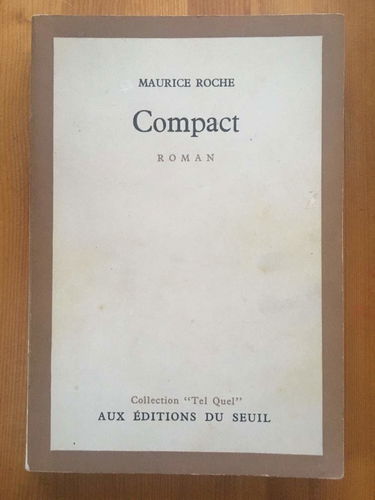 MAURICE ROCHE
Compact
ROMAN
Collection "Tel Quel"
AUX ÉDITIONS DU SEUIL